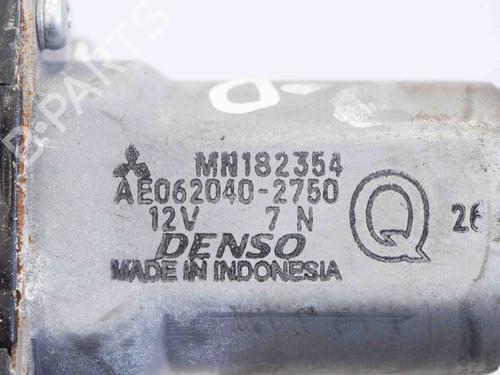 B-PARTS
MN182354
AE062040-2750
12V 7 N
DENSO
MADE IN INDONESIA
Q
26